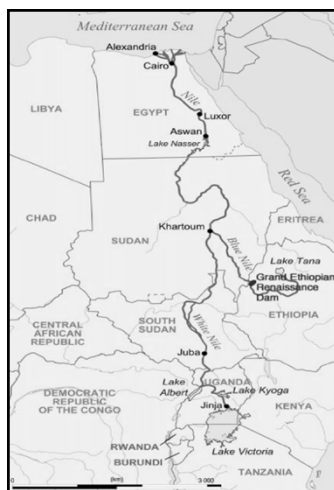 Mediterranean Sea
Alexandria
Cairo
Nile
LIBYA
EGYPT
Luxor
Aswan
Lake Nasser
Red Sea
CHAD
ERITREA
SUDAN
Khartoum
Blue Nile
Lake Tana
Grand Ethiopian
Renaissance
Dam
ETHIOPIA
CENTRAL
AFRICAN
REPUBLIC
SOUTH
SUDAN
White Nile
Juba
Lake
Albert
UGANDA
Lake Kyoga
DEMOCRATIC
REPUBLIC
OF THE CONGO
Jinja
KENYA
RWANDA
BURUNDI
Lake Victoria
TANZANIA
0
(km)
3 000